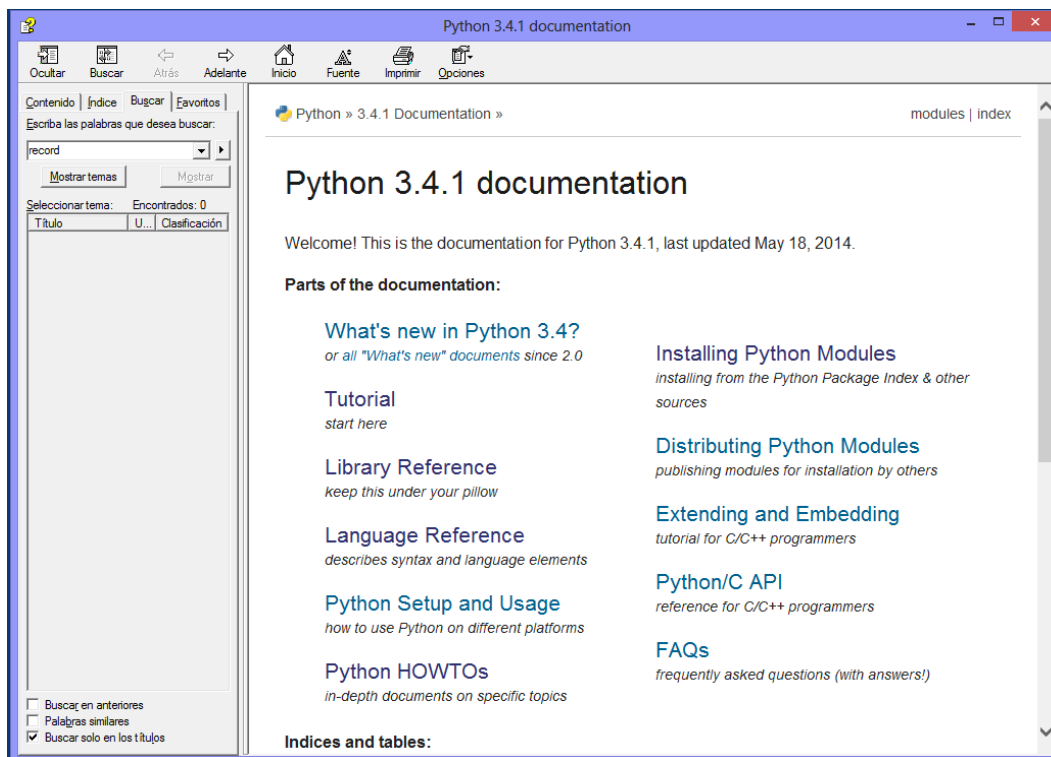 Python 3.4.1 documentation
Ocultar Buscar Atrás Adelante Inicio Fuente Imprimir Opciones
Contenido Índice Buscar Favoritos
Escriba las palabras que desea buscar:
record
Mostrar temas Mostrar
Seleccionar tema: Encontrados: 0
Título U... Clasificación
Buscar en anteriores
Palabras similares
Buscar solo en los títulos
Python » 3.4.1 Documentation » modules | index
Python 3.4.1 documentation
Welcome! This is the documentation for Python 3.4.1, last updated May 18, 2014.
Parts of the documentation:
What's new in Python 3.4?
or all "What's new" documents since 2.0
Tutorial
start here
Library Reference
keep this under your pillow
Language Reference
describes syntax and language elements
Python Setup and Usage
how to use Python on different platforms
Python HOWTOs
in-depth documents on specific topics
Installing Python Modules
installing from the Python Package Index & other
sources
Distributing Python Modules
publishing modules for installation by others
Extending and Embedding
tutorial for C/C++ programmers
Python/C API
reference for C/C++ programmers
FAQs
frequently asked questions (with answers!)
Indices and tables: